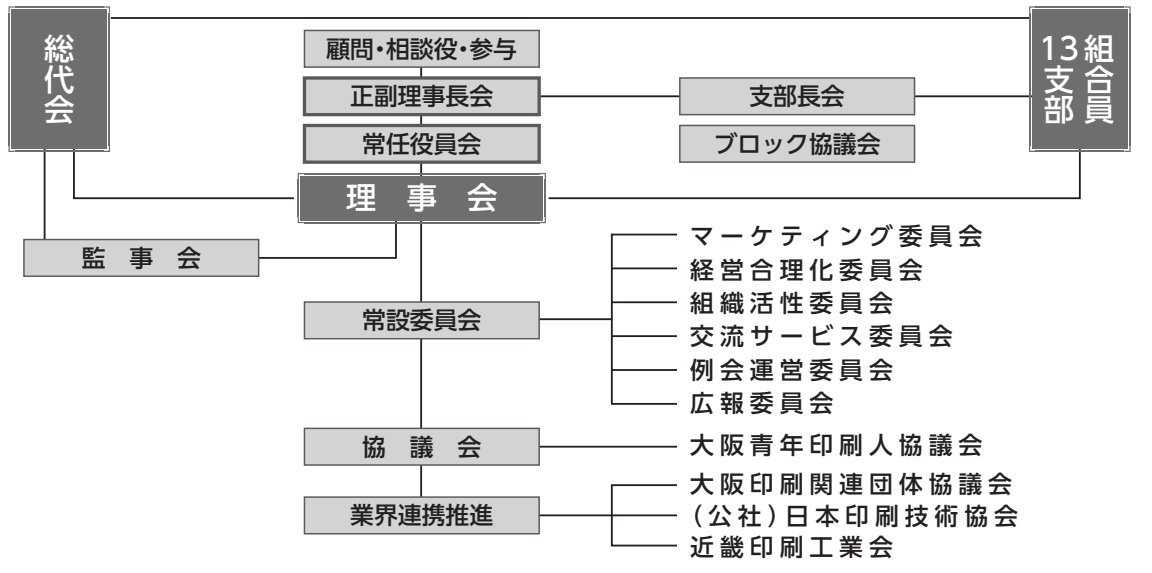 総代会
顧問・相談役・参与
正副理事長会
支部長会
組合員
13支部
常任役員会
ブロック協議会
理事会
監事会
マーケティング委員会
経営合理化委員会
組織活性委員会
常設委員会
交流サービス委員会
例会運営委員会
広報委員会
協議会
大阪青年印刷人協議会
大阪印刷関連団体協議会
業界連携推進
(公社)日本印刷技術協会
近畿印刷工業会